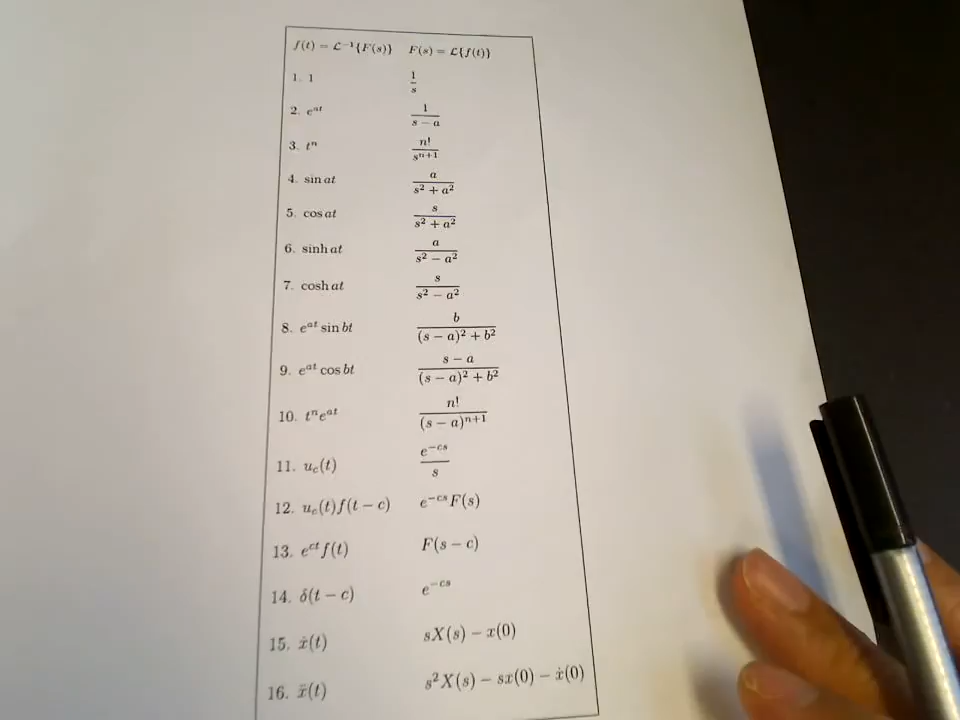 f(t) = ℒ⁻¹{F(s)} F(s) = ℒ{f(t)}
1. 1 1/s
2. e^{at} 1/(s − a)
3. t^n n!/s^{n+1}
4. sin at a/(s² + a²)
5. cos at s/(s² + a²)
6. sinh at a/(s² − a²)
7. cosh at s/(s² − a²)
8. e^{at} sin bt b/((s − a)² + b²)
9. e^{at} cos bt (s − a)/((s − a)² + b²)
10. t^n e^{at} n!/(s − a)^{n+1}
11. u_c(t) e^{−cs}/s
12. u_c(t)f(t − c) e^{−cs}F(s)
13. e^{ct}f(t) F(s − c)
14. δ(t − c) e^{−cs}
15. ẋ(t) sX(s) − x(0)
16. ẍ(t) s²X(s) − sx(0) − ẋ(0)